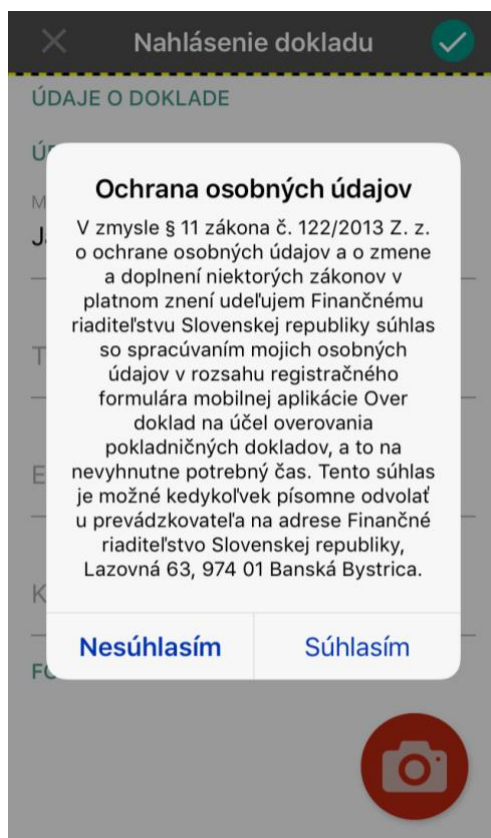 Nahlásenie dokladu
ÚDAJE O DOKLADE
Ochrana osobných údajov
V zmysle § 11 zákona č. 122/2013 Z. z.
o ochrane osobných údajov a o zmene
a doplnení niektorých zákonov v
platnom znení udeľujem Finančnému
riaditeľstvu Slovenskej republiky súhlas
so spracúvaním mojich osobných
údajov v rozsahu registračného
formulára mobilnej aplikácie Over
doklad na účel overovania
pokladničných dokladov, a to na
nevyhnutne potrebný čas. Tento súhlas
je možné kedykoľvek písomne odvolať
u prevádzkovateľa na adrese Finančné
riaditeľstvo Slovenskej republiky,
Lazovná 63, 974 01 Banská Bystrica.
Nesúhlasím Súhlasím